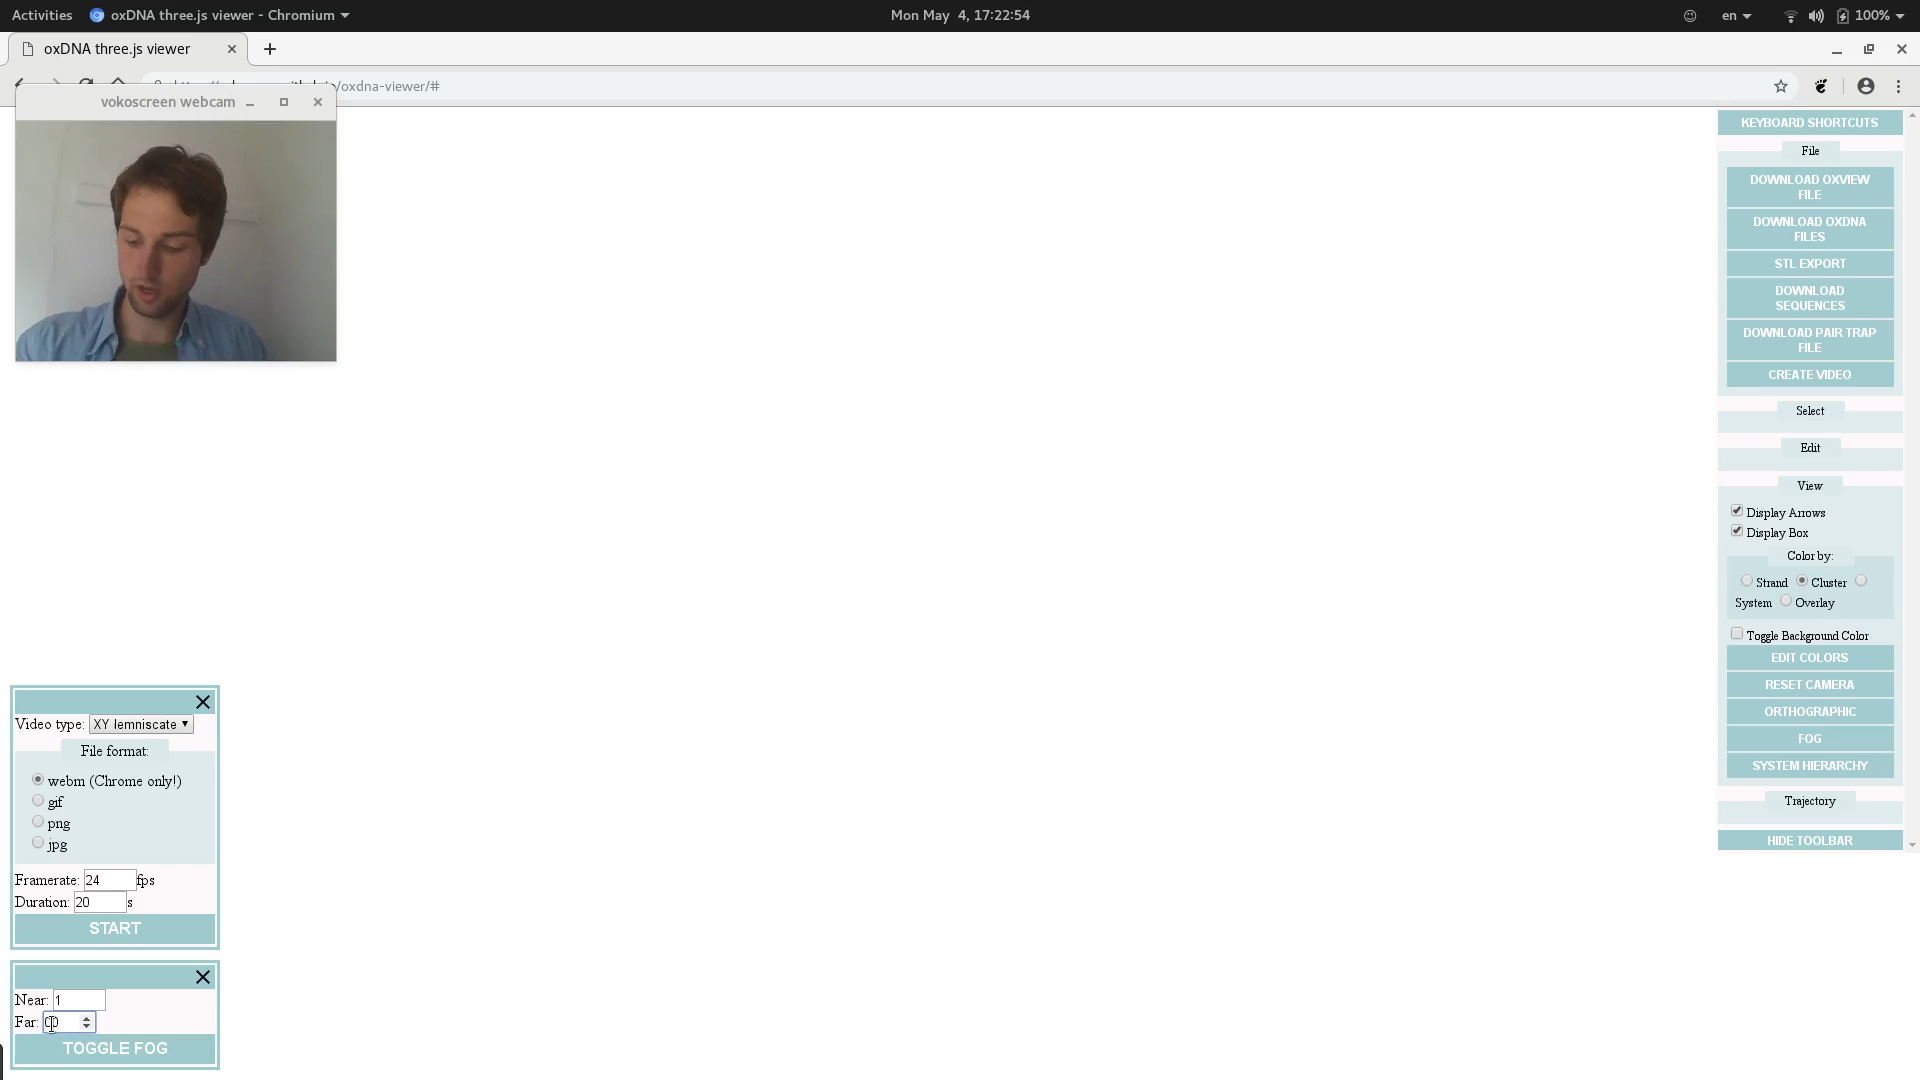 Activities
oxDNA three.js viewer - Chromium
Mon May 4, 17:22:54
en
100%
oxDNA three.js viewer
/oxdna-viewer/#
vokoscreen webcam
KEYBOARD SHORTCUTS
File
DOWNLOAD OXVIEW
FILE
DOWNLOAD OXDNA
FILES
STL EXPORT
DOWNLOAD
SEQUENCES
DOWNLOAD PAIR TRAP
FILE
CREATE VIDEO
Select
Edit
View
Display Arrows
Display Box
Color by:
Strand Cluster
System Overlay
Toggle Background Color
EDIT COLORS
RESET CAMERA
ORTHOGRAPHIC
FOG
SYSTEM HIERARCHY
Trajectory
HIDE TOOLBAR
Video type: XY lemniscate
File format:
webm (Chrome only!)
gif
png
jpg
Framerate: 24 fps
Duration: 20 s
START
Near: 1
Far:
TOGGLE FOG